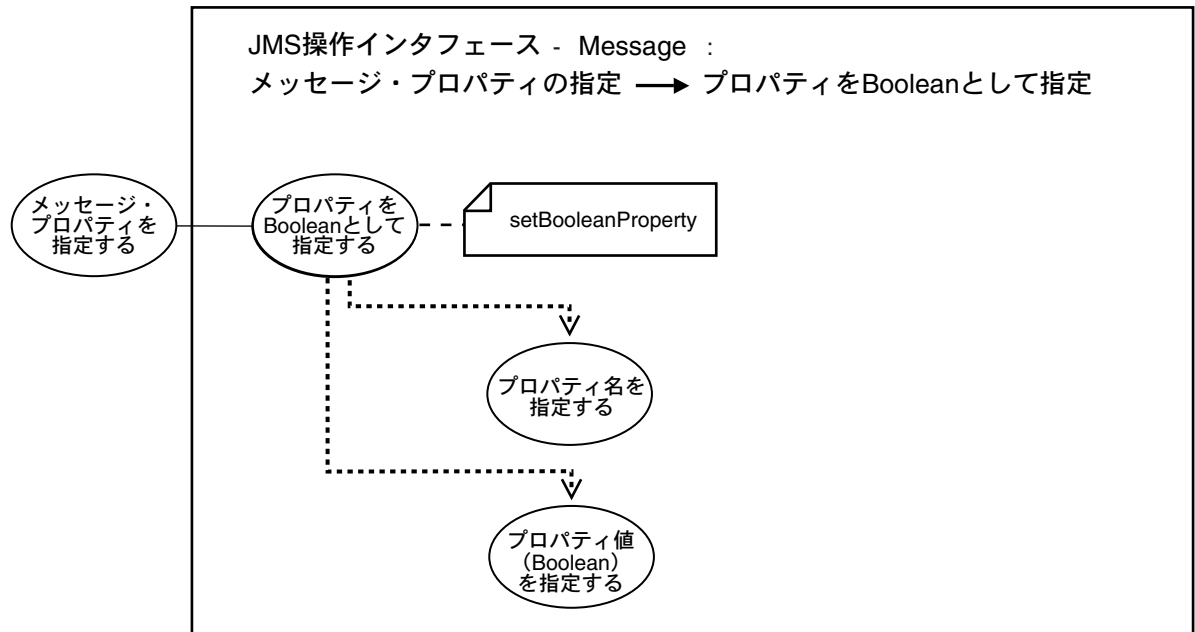 JMS操作インタフェース - Message :
メッセージ・プロパティの指定 → プロパティをBooleanとして指定
メッセージ・
プロパティを
指定する
プロパティを
Booleanとして
指定する
setBooleanProperty
プロパティ名を
指定する
プロパティ値
（Boolean）
を指定する